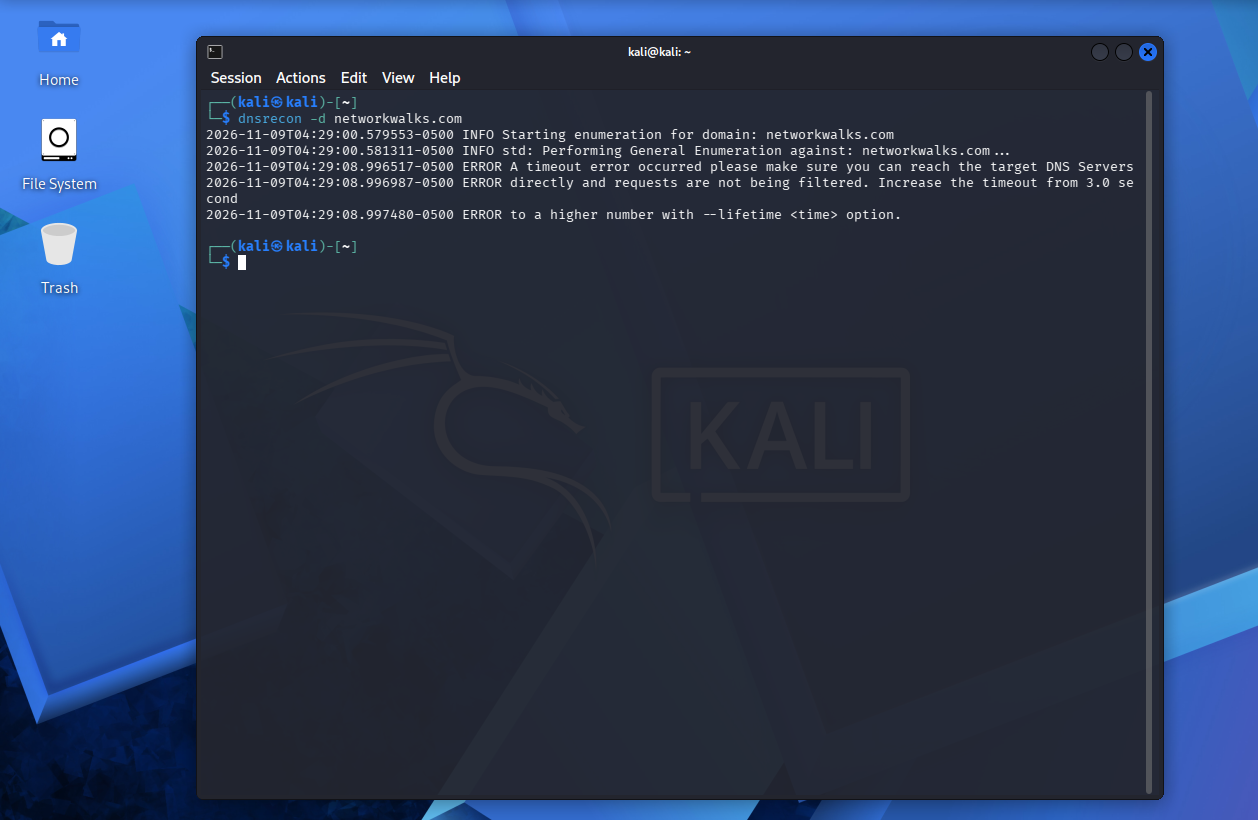 Home
File System
Trash
kali@kali: ~
Session Actions Edit View Help
┌──(kali㉿kali)-[~]
└─$ dnsrecon -d networkwalks.com
2026-11-09T04:29:00.579553-0500 INFO Starting enumeration for domain: networkwalks.com
2026-11-09T04:29:00.581311-0500 INFO std: Performing General Enumeration against: networkwalks.com...
2026-11-09T04:29:08.996517-0500 ERROR A timeout error occurred please make sure you can reach the target DNS Servers
2026-11-09T04:29:08.996987-0500 ERROR directly and requests are not being filtered. Increase the timeout from 3.0 se
cond
2026-11-09T04:29:08.997480-0500 ERROR to a higher number with --lifetime <time> option.
┌──(kali㉿kali)-[~]
└─$
KALI